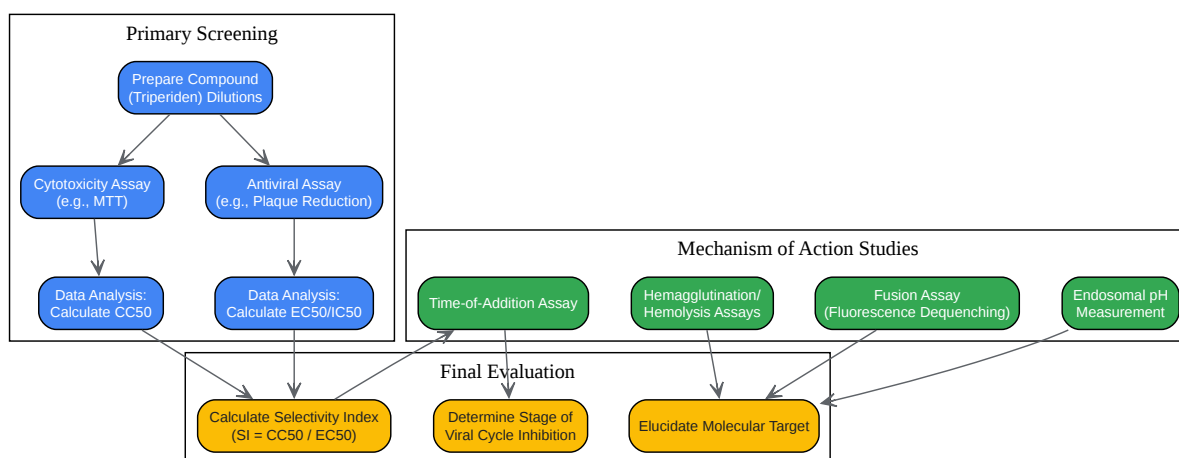 Primary Screening
Prepare Compound
(Triperiden) Dilutions
Cytotoxicity Assay
(e.g., MTT)
Antiviral Assay
(e.g., Plaque Reduction)
Data Analysis:
Calculate CC50
Data Analysis:
Calculate EC50/IC50
Mechanism of Action Studies
Time-of-Addition Assay
Hemagglutination/
Hemolysis Assays
Fusion Assay
(Fluorescence Dequenching)
Endosomal pH
Measurement
Final Evaluation
Calculate Selectivity Index
(SI = CC50 / EC50)
Determine Stage of
Viral Cycle Inhibition
Elucidate Molecular Target